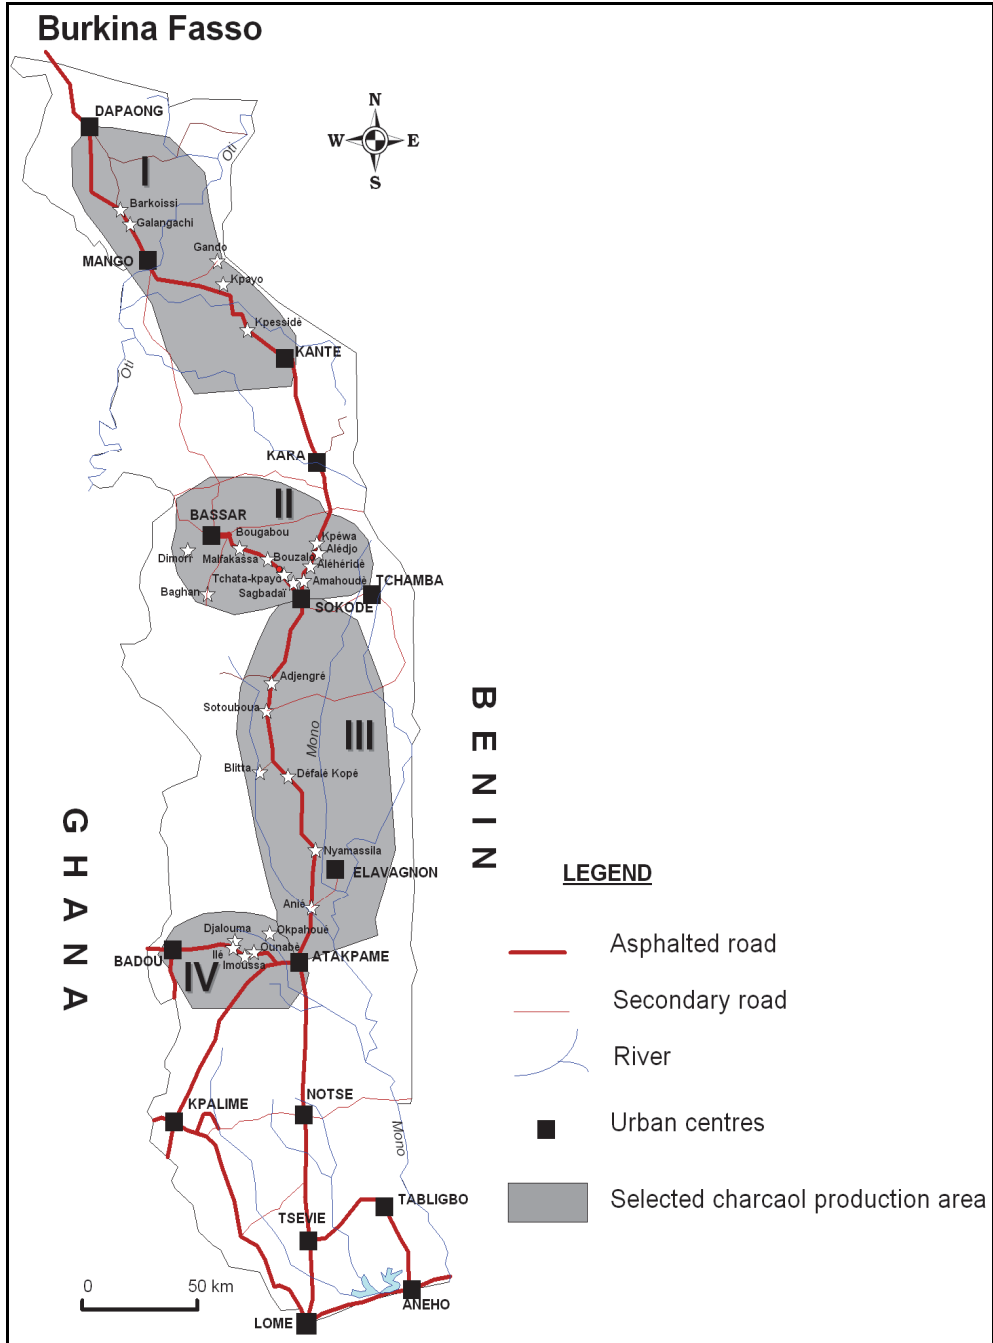 Burkina Fasso
DAPAONG
N
W
E
S
Oti
I
Barkoissi
Galangachi
Gando
MANGO
Kpayo
Kpessidè
KANTE
Oti
KARA
II
BASSAR
Bougabou
Kpéwa
Alédjo
Dimori
Malfakassa
Bouzalo
Aléhéridé
Tchata-kpayo
Amahoudé
TCHAMBA
Baghan
Sagbadaï
SOKODE
Adjengré
Sotouboua
Mono
III
BENIN
Blitta
Défalé Kopé
GHANA
Nyamassila
ELAVAGNON
LEGEND
Anié
Djalouma
Okpahoué
Ilé
Ounabé
BADOU
Imoussa
ATAKPAME
IV
Asphalted road
Secondary road
River
KPALIME
NOTSE
Urban centres
Mono
TABLIGBO
Selected charcaol production area
TSEVIE
0
50 km
ANEHO
LOME